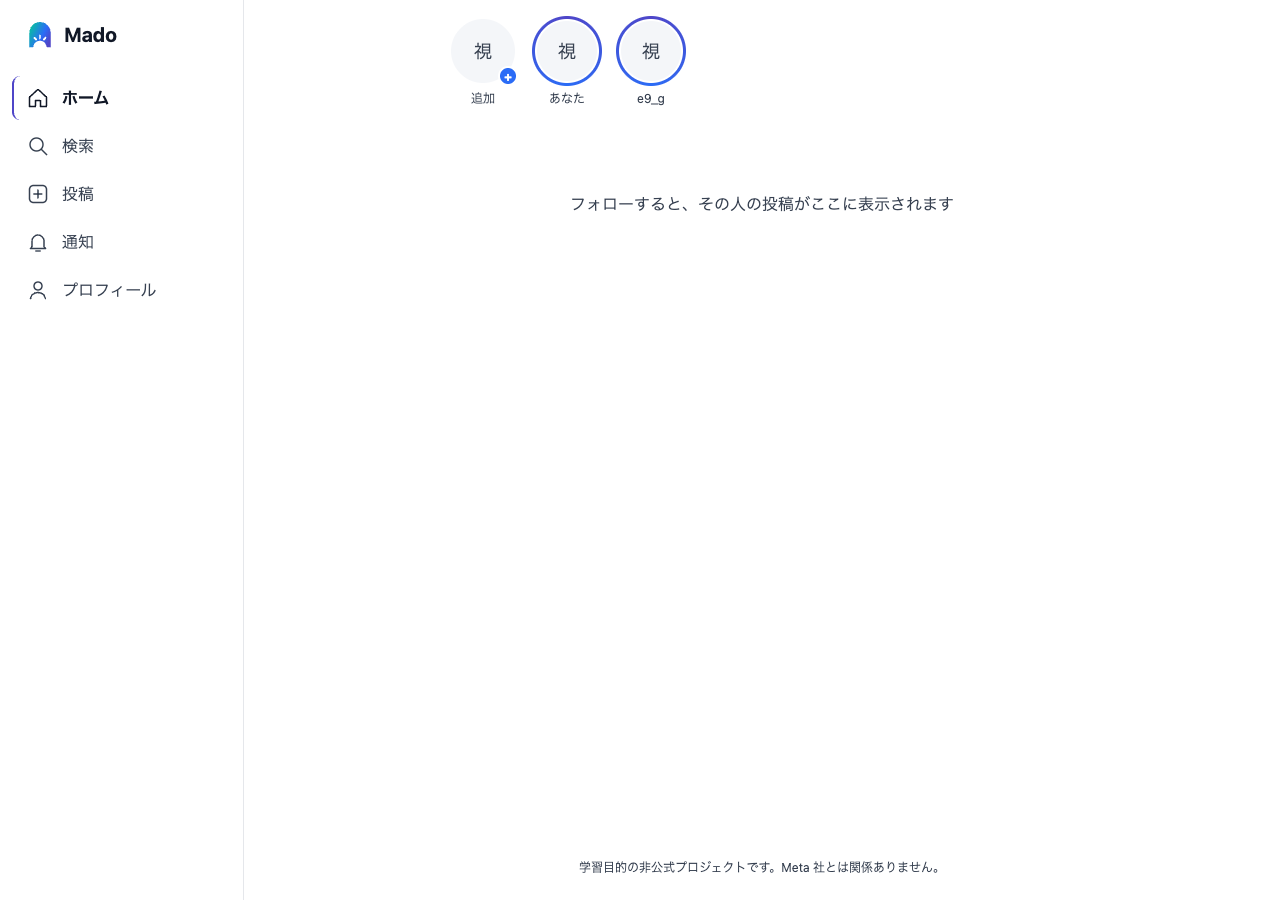 Mado
ホーム
検索
投稿
通知
プロフィール
視
追加
視
あなた
視
e9_g
フォローすると、その人の投稿がここに表示されます
学習目的の非公式プロジェクトです。Meta 社とは関係ありません。